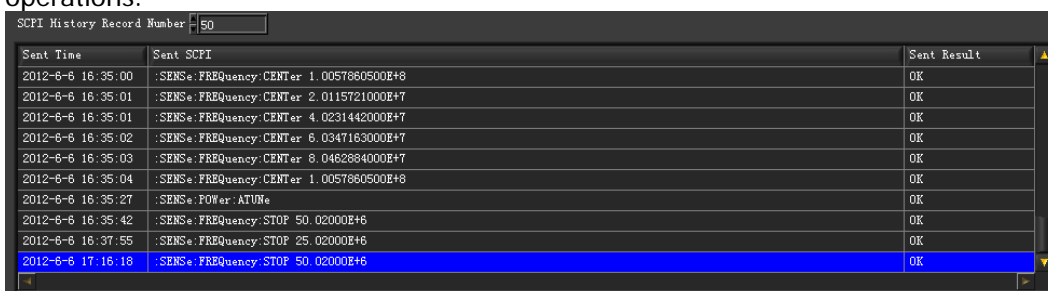 operations.
SCPI History Record Number 50
Sent Time Sent SCPI Sent Result
2012-6-6 16:35:00 :SENSe:FREQuency:CENTer 1.0057860500E+8 OK
2012-6-6 16:35:01 :SENSe:FREQuency:CENTer 2.0115721000E+7 OK
2012-6-6 16:35:01 :SENSe:FREQuency:CENTer 4.0231442000E+7 OK
2012-6-6 16:35:02 :SENSe:FREQuency:CENTer 6.0347163000E+7 OK
2012-6-6 16:35:03 :SENSe:FREQuency:CENTer 8.0462884000E+7 OK
2012-6-6 16:35:04 :SENSe:FREQuency:CENTer 1.0057860500E+8 OK
2012-6-6 16:35:27 :SENSe:POWer:ATUNe OK
2012-6-6 16:35:42 :SENSe:FREQuency:STOP 50.02000E+6 OK
2012-6-6 16:37:55 :SENSe:FREQuency:STOP 25.02000E+6 OK
2012-6-6 17:16:18 :SENSe:FREQuency:STOP 50.02000E+6 OK